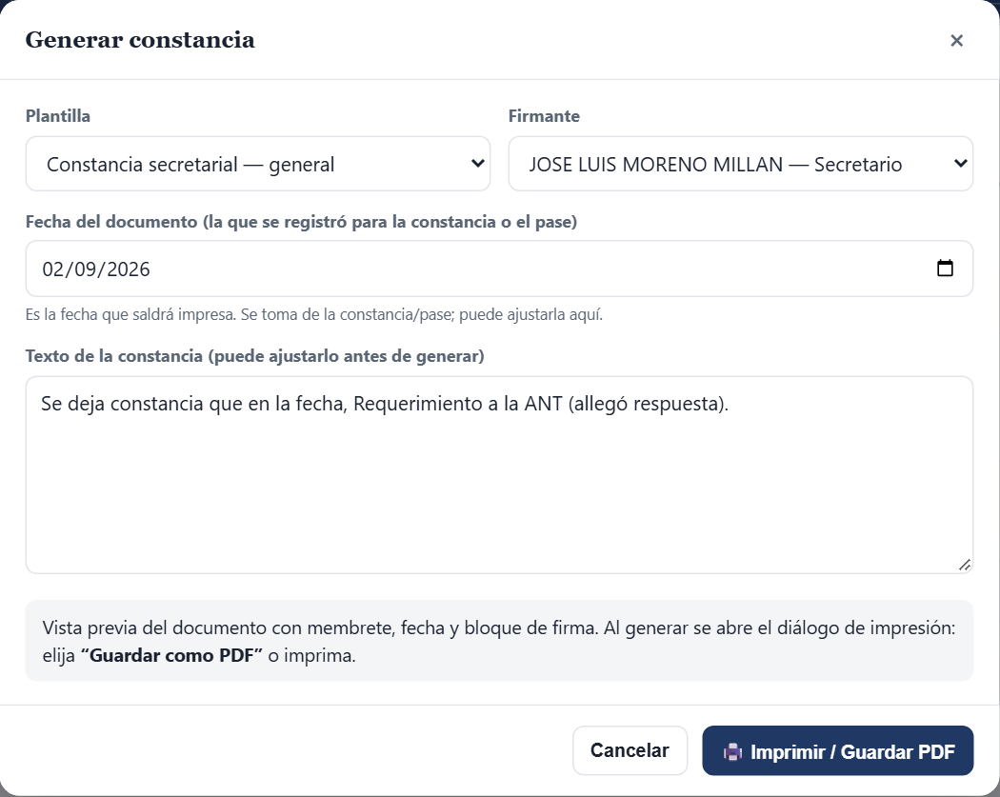 Generar constancia
×
Plantilla
Firmante
Constancia secretarial — general
JOSE LUIS MORENO MILLAN — Secretario
Fecha del documento (la que se registró para la constancia o el pase)
02/09/2026
Es la fecha que saldrá impresa. Se toma de la constancia/pase; puede ajustarla aquí.
Texto de la constancia (puede ajustarlo antes de generar)
Se deja constancia que en la fecha, Requerimiento a la ANT (allegó respuesta).
Vista previa del documento con membrete, fecha y bloque de firma. Al generar se abre el diálogo de impresión:
elija “Guardar como PDF” o imprima.
Cancelar
Imprimir / Guardar PDF